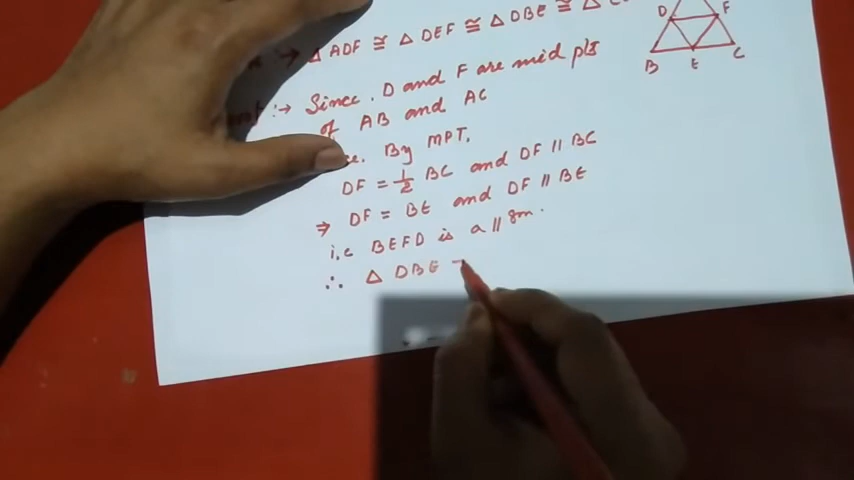 △ ADF ≅ △ DEF ≅ △ DBE ≅ △
:→ Since . D and F are mid pts
of AB and AC
By MPT.
DF = 1/2 BC and DF || BC
⇒ DF = BE and DF || BE
i.e BEFD is a || gm.
∴ △ DBE
D F
B E C